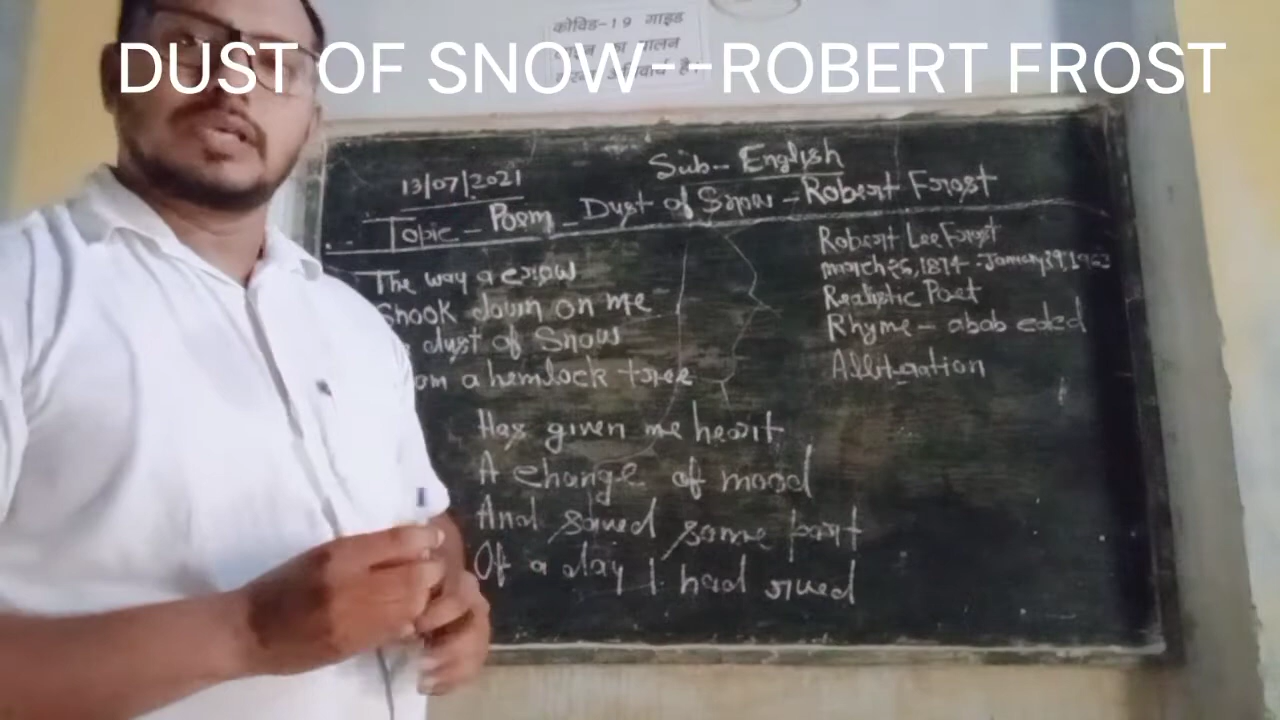 कोविड-19 गाइड
का पालन
है।
DUST OF SNOW--ROBERT FROST
13/07/2021
Sub-- English
Topic - Poem - Dust of Snow - Robert Frost
The way a crow
Shook down on me
dust of Snow
om a hemlock tree
Has given me heart
A change of mood
And saved some part
Of a day I had rued
Robert Lee Frost
march 26, 1874 - January 29, 1963
Realistic Poet
Rhyme - abab cdcd
Alliteration